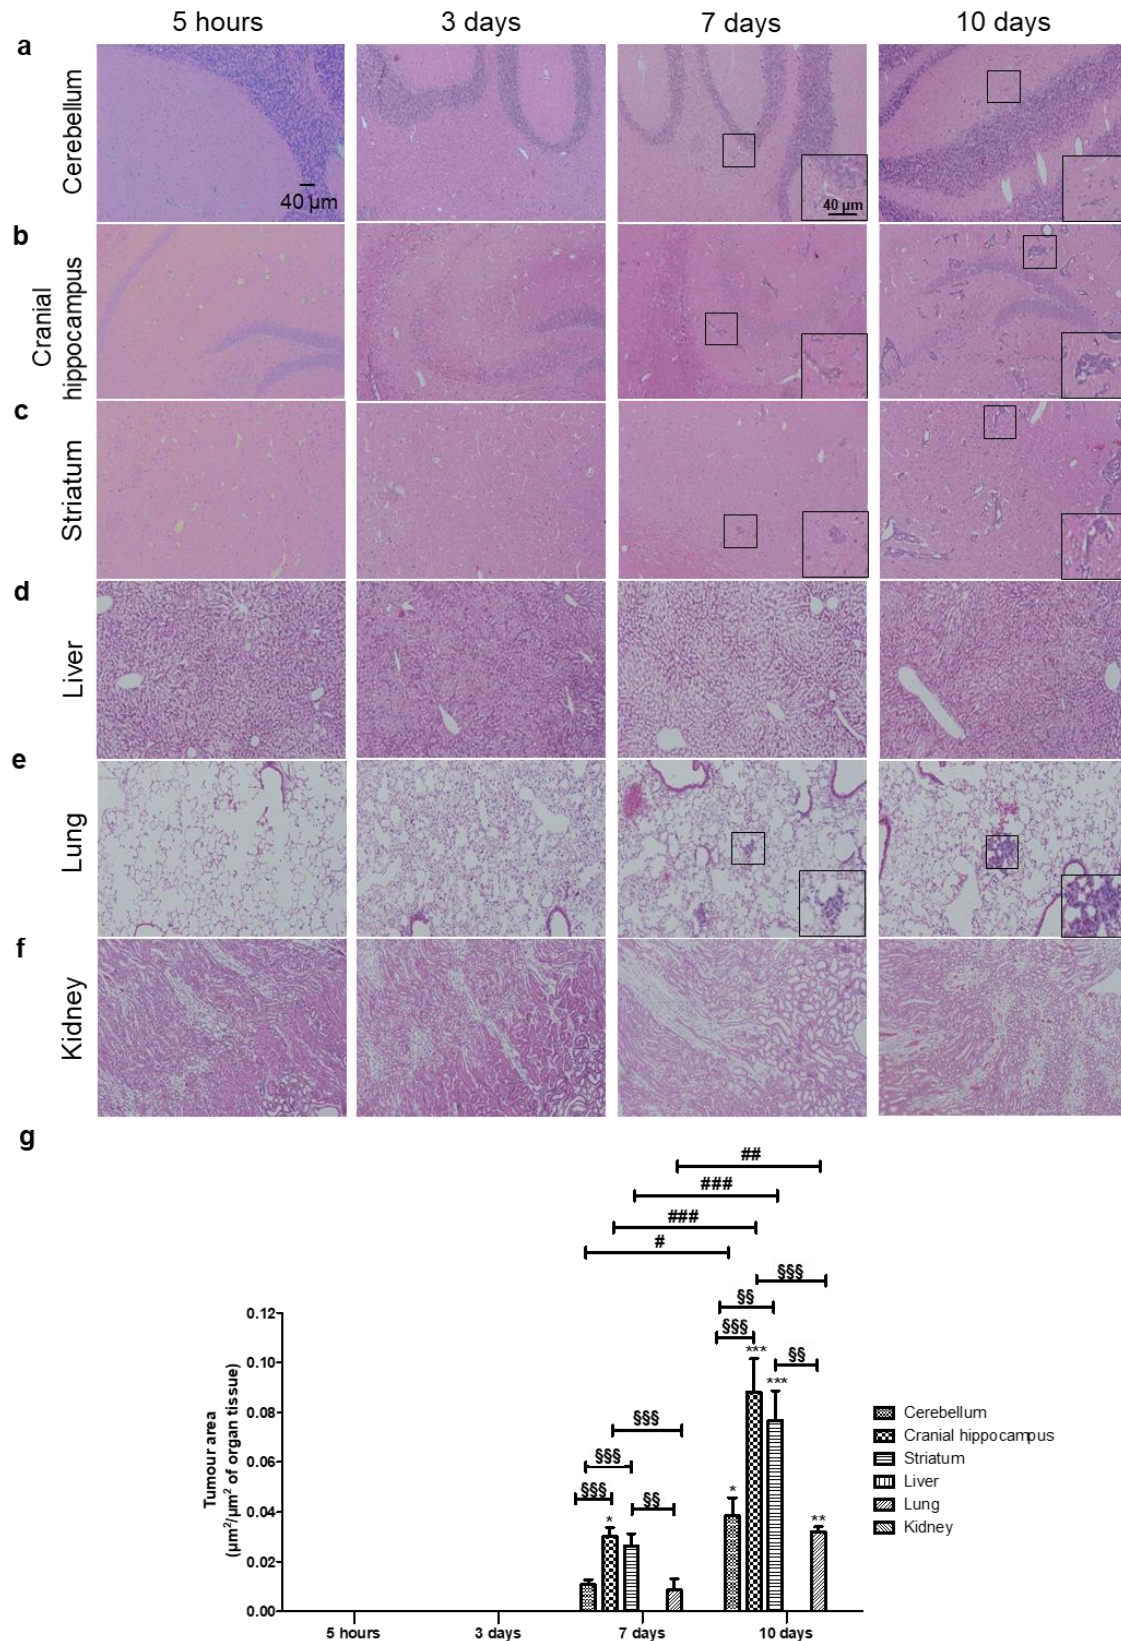 5 hours 3 days 7 days 10 days
a
Cerebellum
40 µm
40 µm
b
Cranial
hippocampus
c
Striatum
d
Liver
e
Lung
f
Kidney
g
##
###
###
#
§§§
§§
§§§
***
§§
***
§§§
§§§
§§§
§§
*
*
**
Tumour area
(µm²/µm² of organ tissue)
0.12
0.10
0.08
0.06
0.04
0.02
0.00
5 hours 3 days 7 days 10 days
Cerebellum
Cranial hippocampus
Striatum
Liver
Lung
Kidney